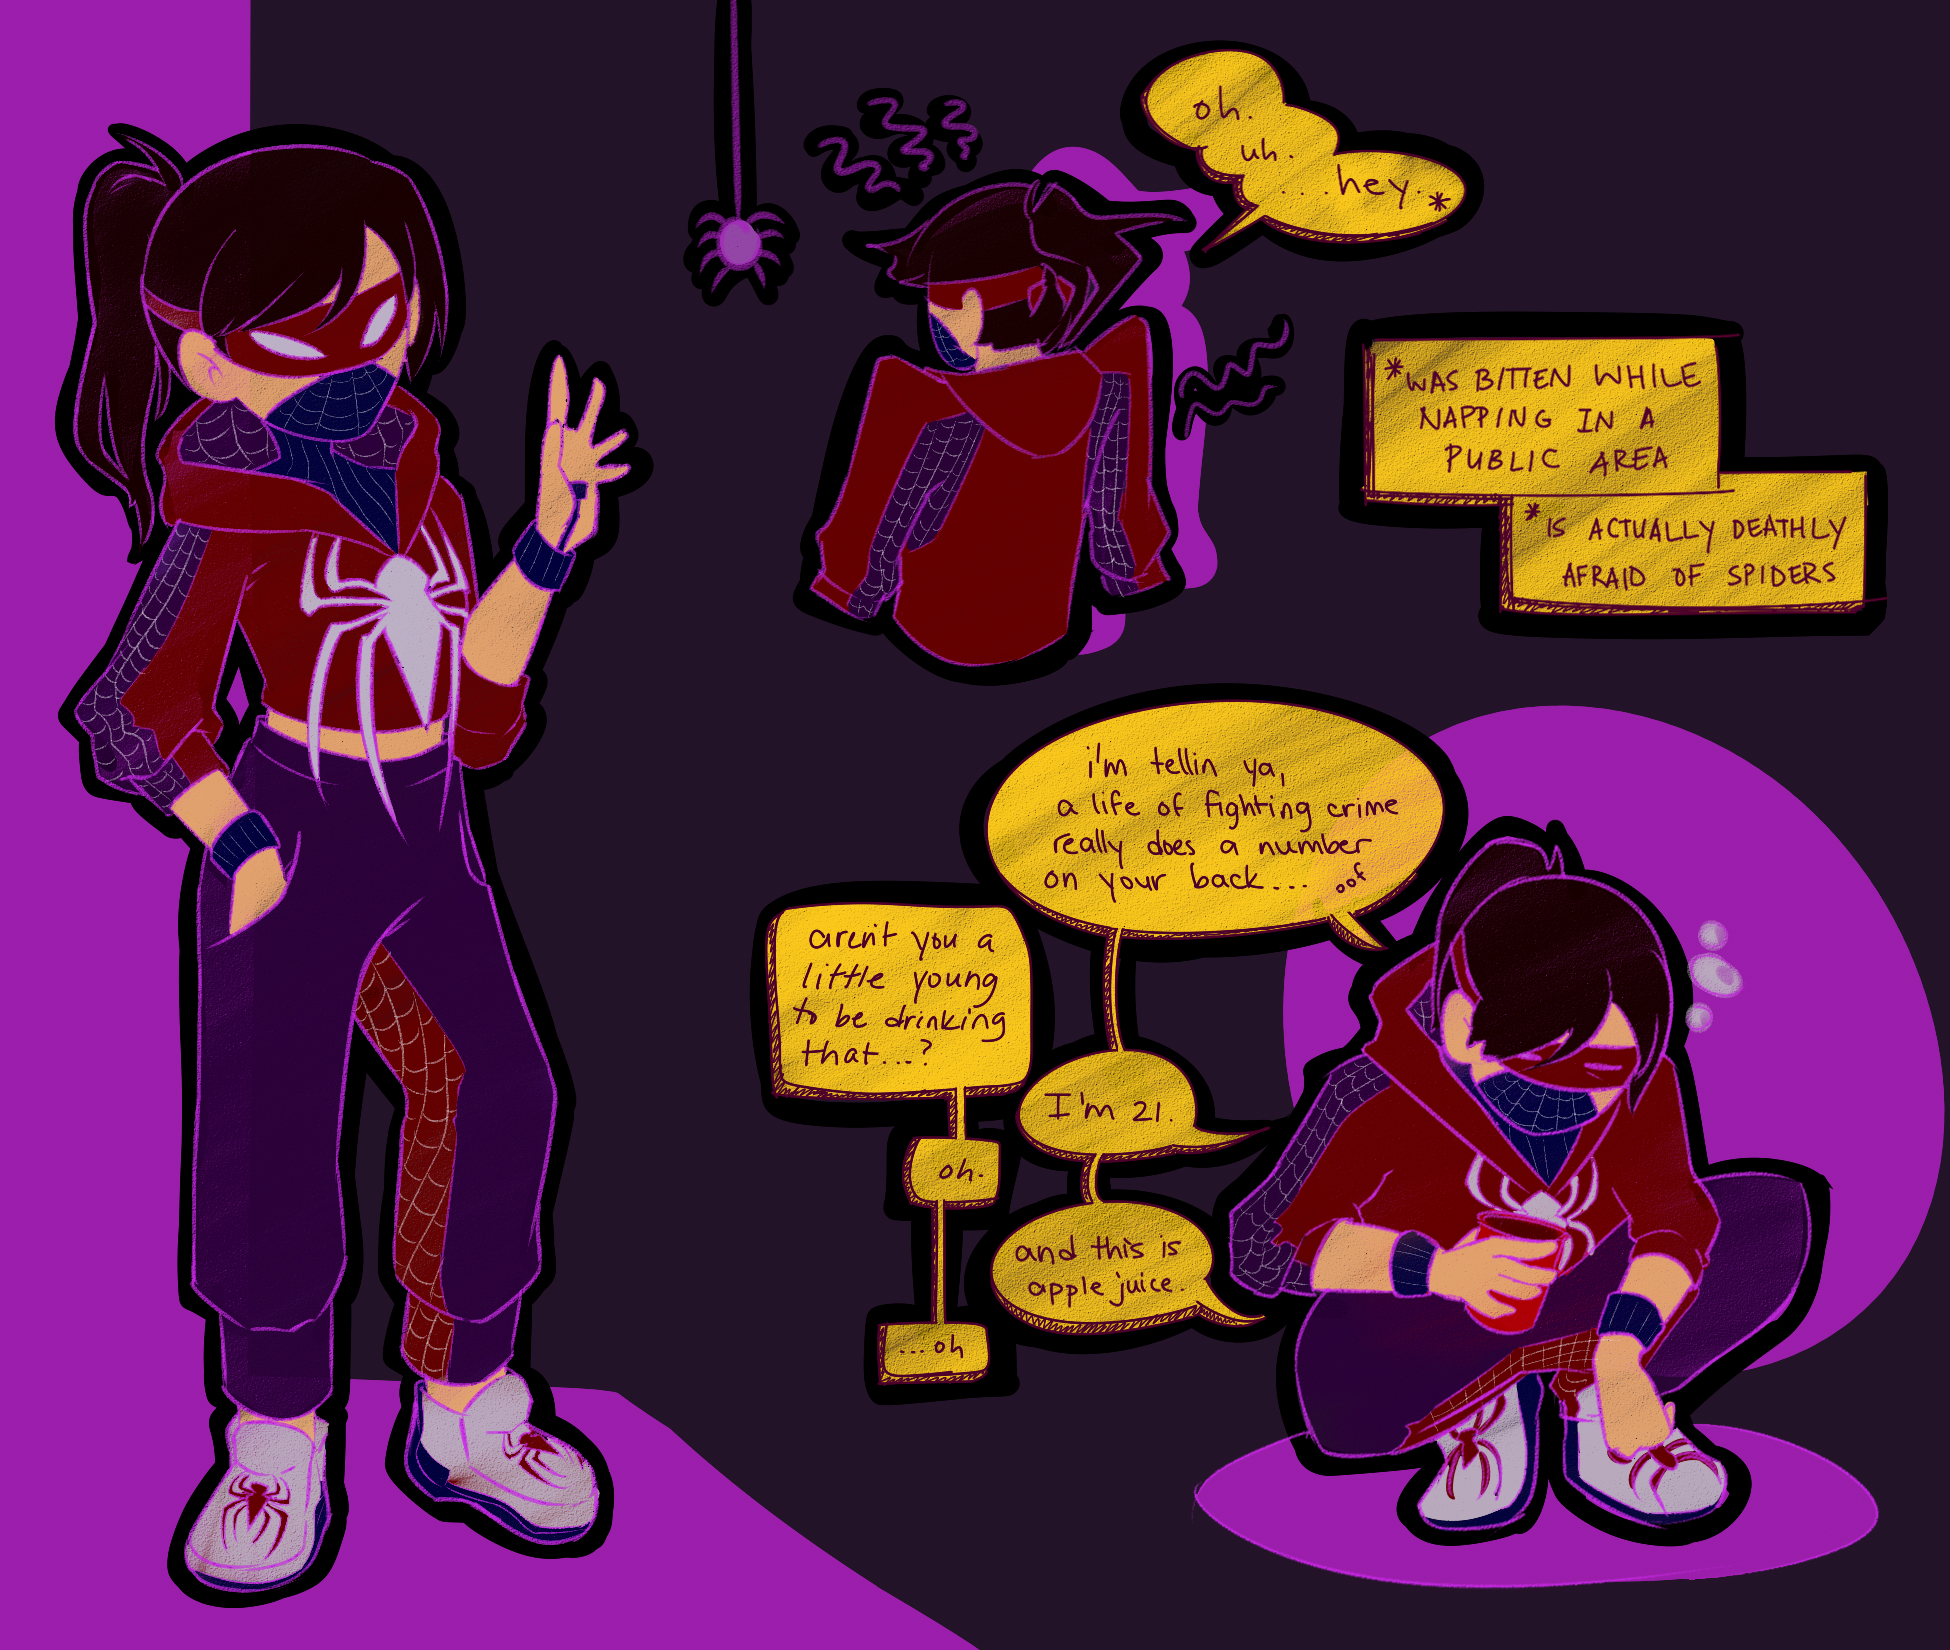 oh.
uh.
...hey.*
*WAS BITTEN WHILE
NAPPING IN A
PUBLIC AREA
*IS ACTUALLY DEATHLY
AFRAID OF SPIDERS
i'm tellin ya,
a life of fighting crime
really does a number
on your back... oof
aren't you a
little young
to be drinking
that...?
I'm 21.
oh.
and this is
apple juice.
...oh